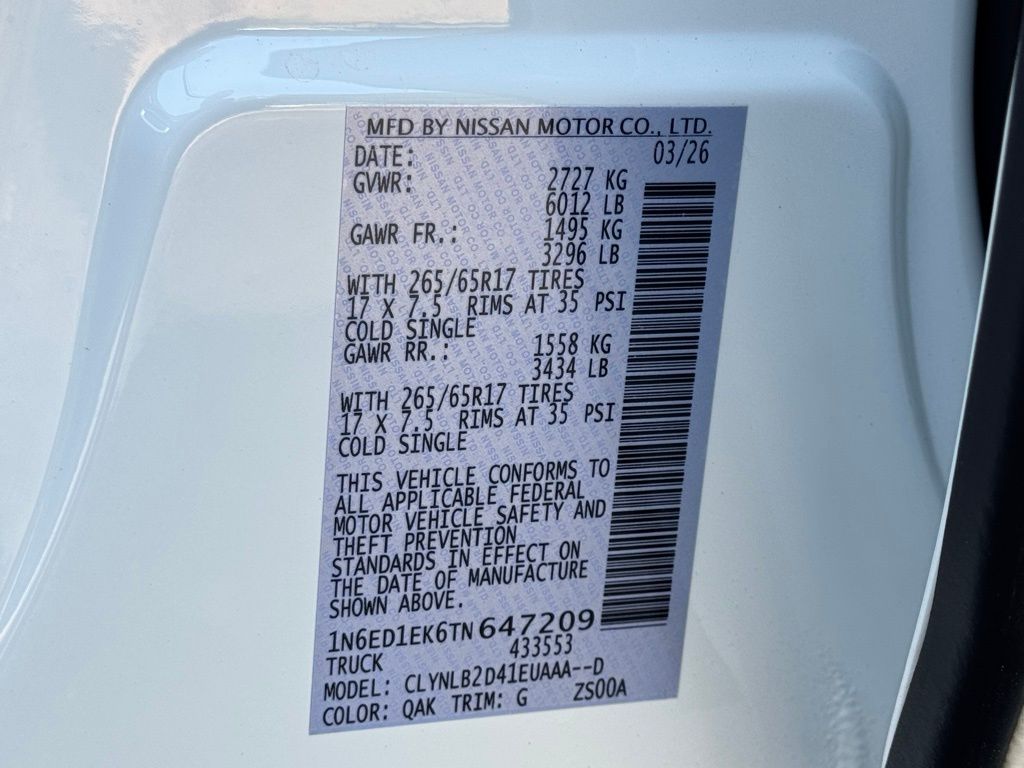 MFD BY NISSAN MOTOR CO., LTD.
DATE: 03/26
GVWR: 2727 KG
6012 LB
GAWR FR.: 1495 KG
3296 LB
WITH 265/65R17 TIRES
17 X 7.5 RIMS AT 35 PSI
COLD SINGLE
GAWR RR.: 1558 KG
3434 LB
WITH 265/65R17 TIRES
17 X 7.5 RIMS AT 35 PSI
COLD SINGLE
THIS VEHICLE CONFORMS TO
ALL APPLICABLE FEDERAL
MOTOR VEHICLE SAFETY AND
THEFT PREVENTION
STANDARDS IN EFFECT ON
THE DATE OF MANUFACTURE
SHOWN ABOVE.
1N6ED1EK6TN647209
TRUCK 433553
MODEL: CLYNLB2D41EUAAA--D
COLOR: QAK TRIM: G ZS00A